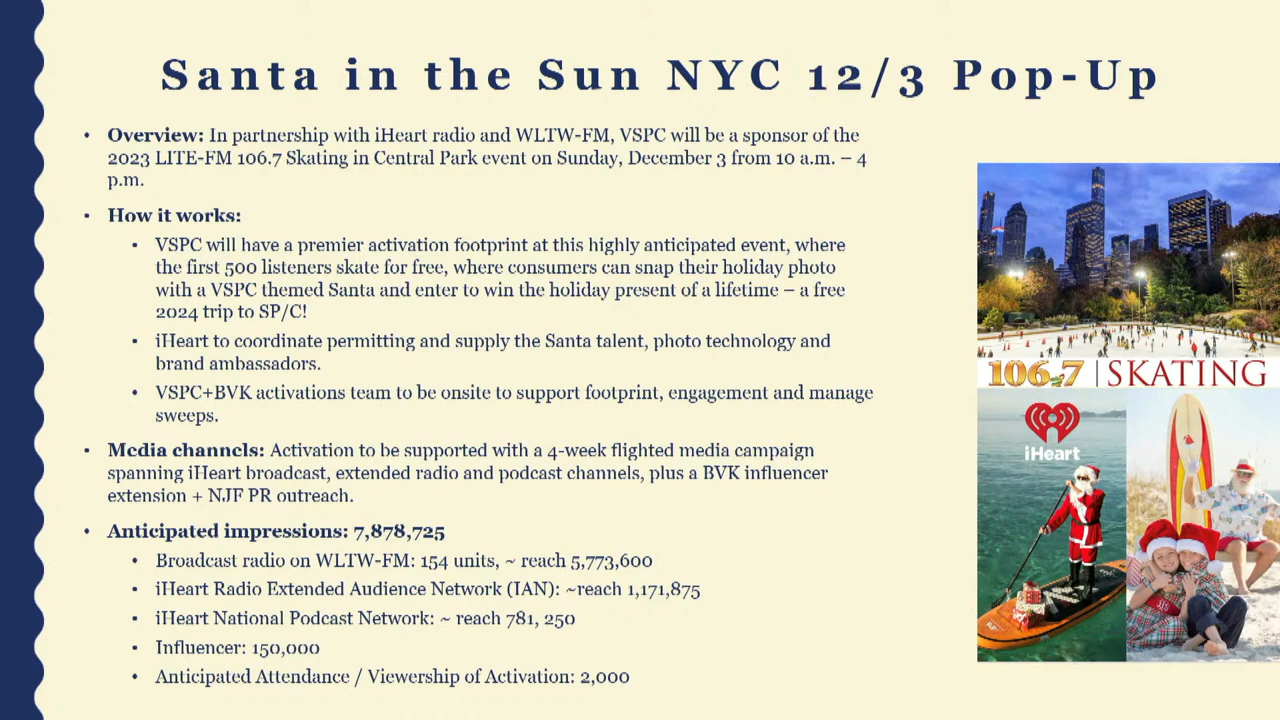 Santa in the Sun NYC 12/3 Pop-Up
• Overview: In partnership with iHeart radio and WLTW-FM, VSPC will be a sponsor of the
2023 LITE-FM 106.7 Skating in Central Park event on Sunday, December 3 from 10 a.m. – 4
p.m.
• How it works:
• VSPC will have a premier activation footprint at this highly anticipated event, where
the first 500 listeners skate for free, where consumers can snap their holiday photo
with a VSPC themed Santa and enter to win the holiday present of a lifetime – a free
2024 trip to SP/C!
• iHeart to coordinate permitting and supply the Santa talent, photo technology and
brand ambassadors.
• VSPC+BVK activations team to be onsite to support footprint, engagement and manage
sweeps.
• Media channels: Activation to be supported with a 4-week flighted media campaign
spanning iHeart broadcast, extended radio and podcast channels, plus a BVK influencer
extension + NJF PR outreach.
• Anticipated impressions: 7,878,725
• Broadcast radio on WLTW-FM: 154 units, ~ reach 5,773,600
• iHeart Radio Extended Audience Network (IAN): ~reach 1,171,875
• iHeart National Podcast Network: ~ reach 781, 250
• Influencer: 150,000
• Anticipated Attendance / Viewership of Activation: 2,000
106.7 | SKATING
iHeart